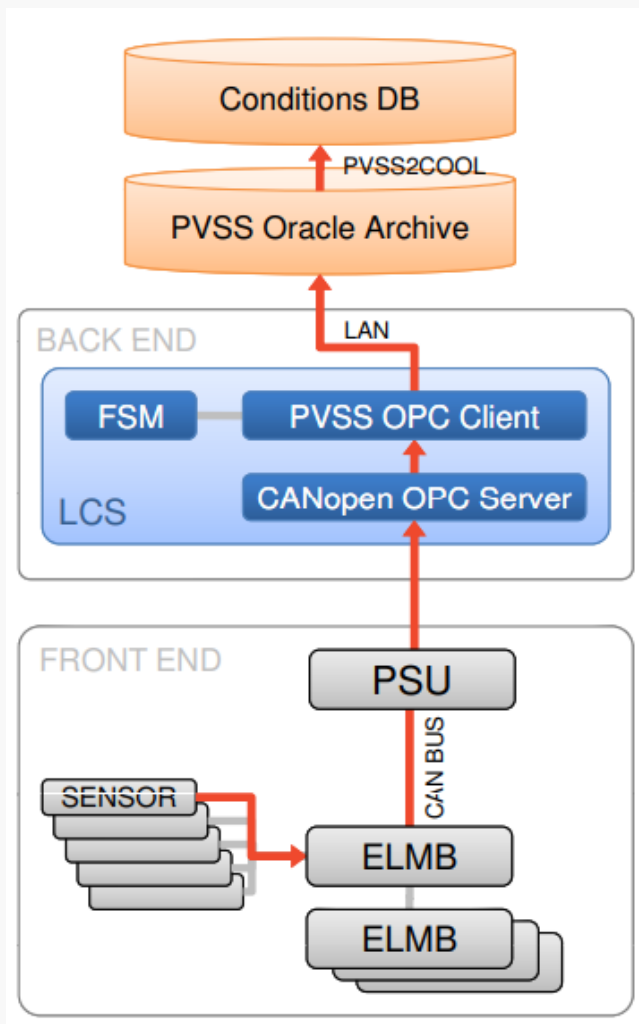 Conditions DB
PVSS2COOL
PVSS Oracle Archive
LAN
BACK END
FSM
PVSS OPC Client
LCS
CANopen OPC Server
FRONT END
PSU
CAN BUS
SENSOR
ELMB
ELMB